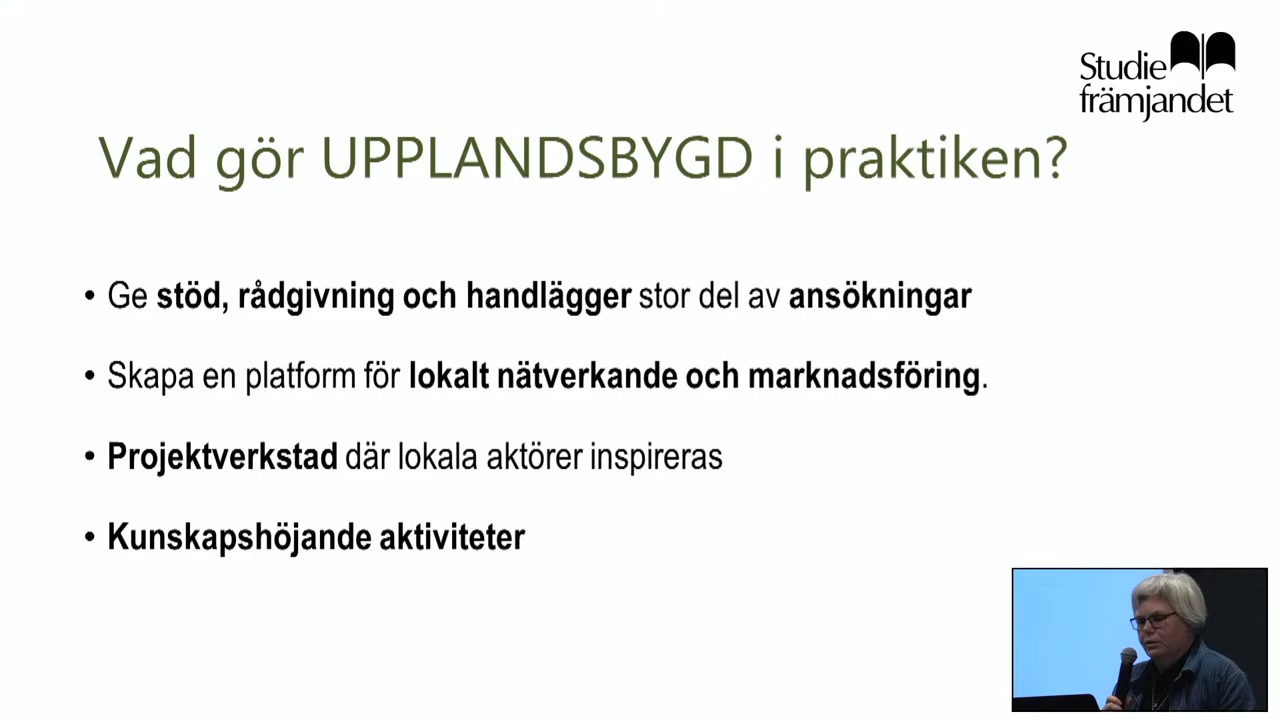 Studie
främjandet
Vad gör UPPLANDSBYGD i praktiken?
• Ge stöd, rådgivning och handlägger stor del av ansökningar
• Skapa en platform för lokalt nätverkande och marknadsföring.
• Projektverkstad där lokala aktörer inspireras
• Kunskapshöjande aktiviteter